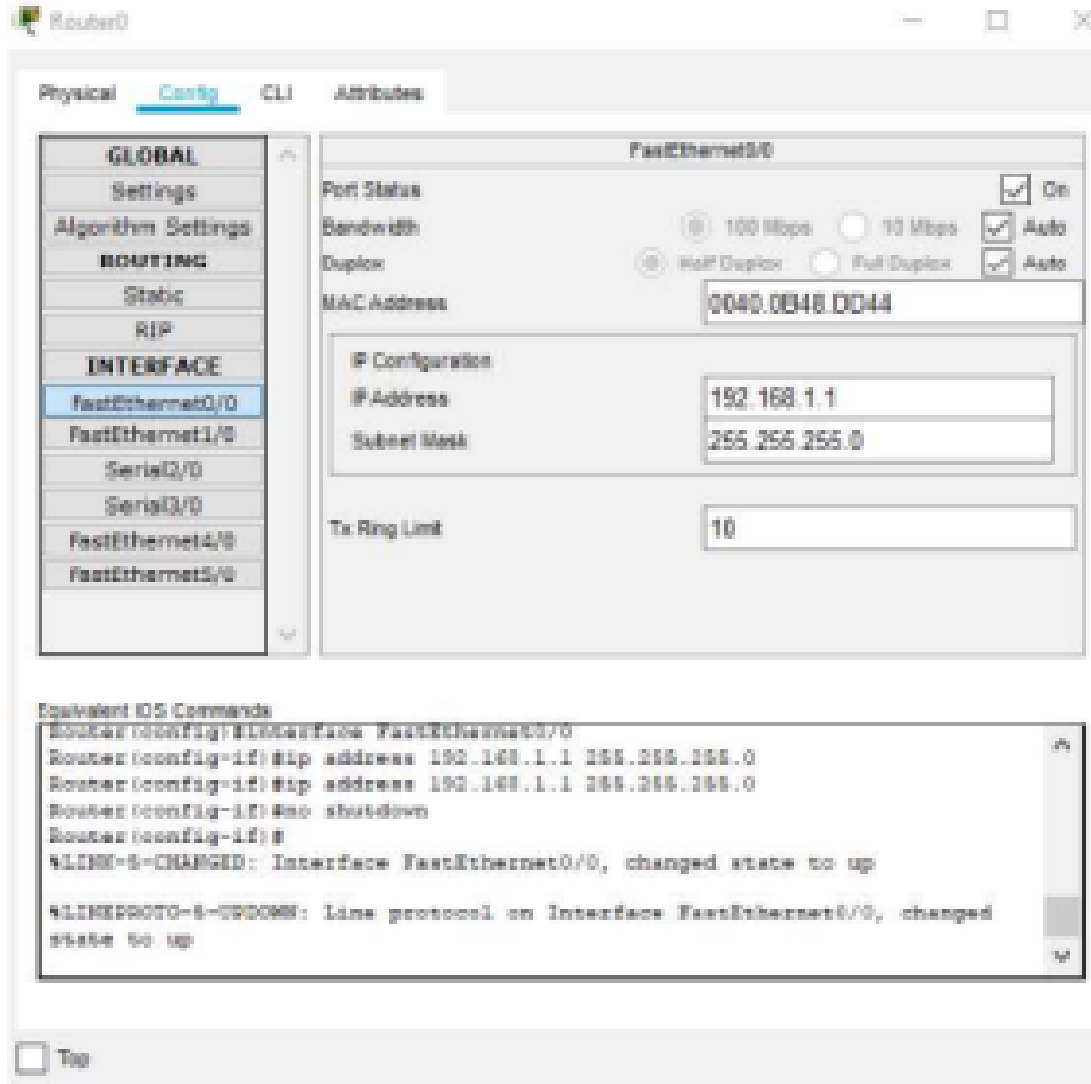 Router0
Physical Config CLI Attributes
GLOBAL
Settings
Algorithm Settings
ROUTING
Static
RIP
INTERFACE
FastEthernet0/0
FastEthernet1/0
Serial2/0
Serial3/0
FastEthernet4/0
FastEthernet5/0
FastEthernet0/0
Port Status On
Bandwidth 100 Mbps 10 Mbps Auto
Duplex Half Duplex Full Duplex Auto
MAC Address 0040.0B48.DD44
IP Configuration
IP Address 192.168.1.1
Subnet Mask 255.255.255.0
Tx Ring Limit 10
Equivalent IOS Commands
Router(config)#interface FastEthernet0/0
Router(config-if)#ip address 192.168.1.1 255.255.255.0
Router(config-if)#ip address 192.168.1.1 255.255.255.0
Router(config-if)#no shutdown
Router(config-if)#
%LINK-5-CHANGED: Interface FastEthernet0/0, changed state to up
%LINEPROTO-5-UPDOWN: Line protocol on Interface FastEthernet0/0, changed
state to up
Top